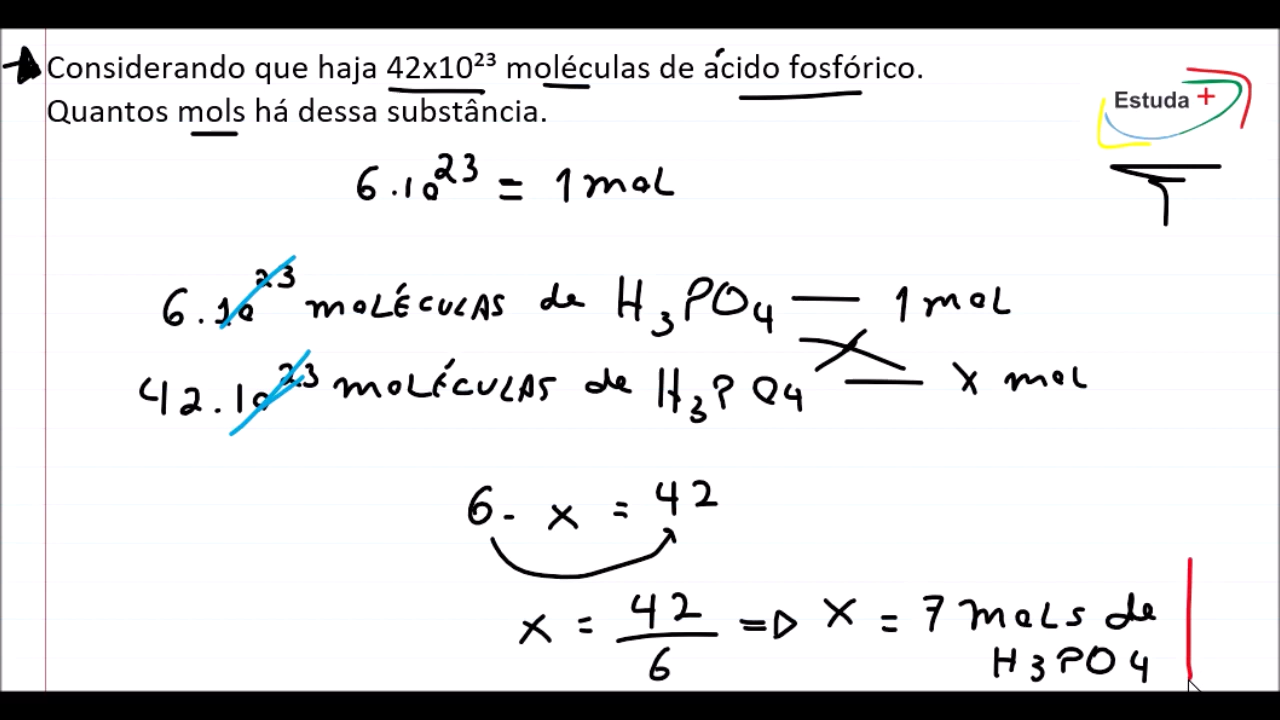 Considerando que haja 42x10²³ moléculas de ácido fosfórico.
Quantos mols há dessa substância.
Estuda +
6.10²³ = 1 mol
6.10²³ moLÉCULAS de H₃PO₄ — 1 mol
42.10²³ moLÉCULAS de H₃PO₄ — x mol
6. x = 42
x = 42/6 => x = 7 moLs de
H₃PO₄